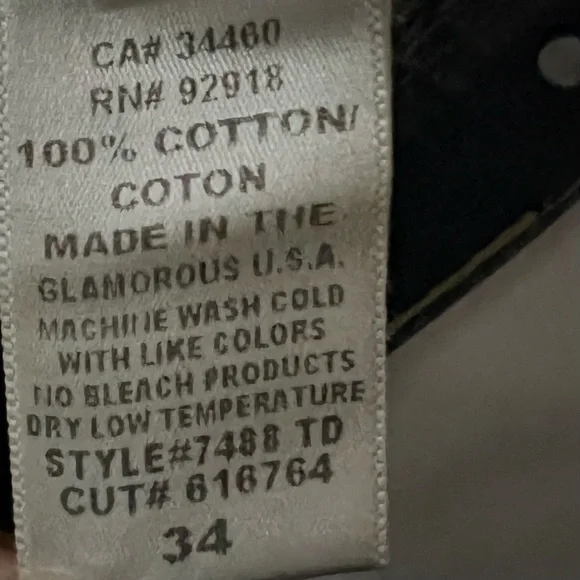 CA# 34460
RN# 92918
100% COTTON/
COTON
MADE IN THE
GLAMOROUS U.S.A.
MACHINE WASH COLD
WITH LIKE COLORS
NO BLEACH PRODUCTS
DRY LOW TEMPERATURE
STYLE#7488 TD
CUT# 616764
34